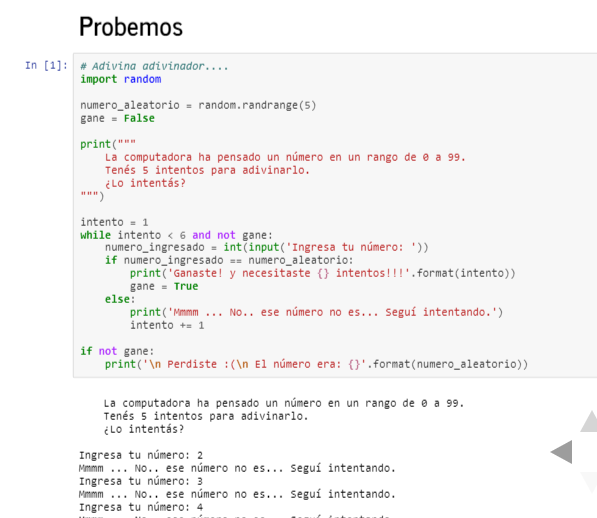 Probemos
In [1]:
# Adivina adivinador....
import random
numero_aleatorio = random.randrange(5)
gane = False
print("""
La computadora ha pensado un número en un rango de 0 a 99.
Tenés 5 intentos para adivinarlo.
¿Lo intentás?
""")
intento = 1
while intento < 6 and not gane:
numero_ingresado = int(input('Ingresa tu número: '))
if numero_ingresado == numero_aleatorio:
print('Ganaste! y necesitaste {} intentos!!!'.format(intento))
gane = True
else:
print('Mmmm ... No.. ese número no es... Seguí intentando.')
intento += 1
if not gane:
print('\n Perdiste :(\n El número era: {}'.format(numero_aleatorio))
La computadora ha pensado un número en un rango de 0 a 99.
Tenés 5 intentos para adivinarlo.
¿Lo intentás?
Ingresa tu número: 2
Mmmm ... No.. ese número no es... Seguí intentando.
Ingresa tu número: 3
Mmmm ... No.. ese número no es... Seguí intentando.
Ingresa tu número: 4